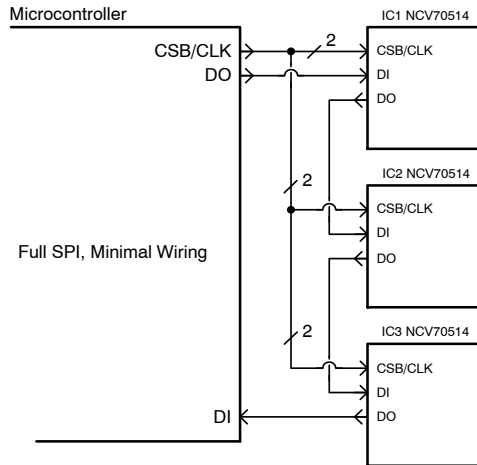 Microcontroller
IC1 NCV70514
CSB/CLK
2
CSB/CLK
DO
DI
DO
IC2 NCV70514
2
CSB/CLK
DI
Full SPI, Minimal Wiring
DO
IC3 NCV70514
2
CSB/CLK
DI
DI
DO